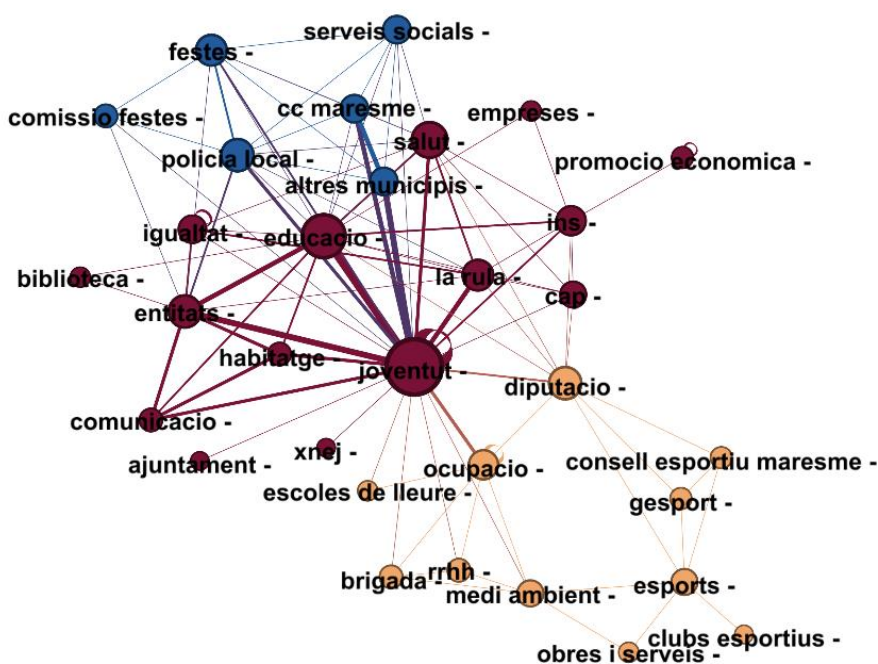 serveis socials -
festes -
cc maresme -
empreses -
comissio festes -
salut -
policia local -
promocio economica -
altres municipis -
ins -
igualtat -
educacio -
biblioteca -
la rula -
cap -
entitats -
habitatge -
joventut -
diputacio -
comunicacio -
xnej -
ajuntament -
ocupacio -
consell esportiu maresme -
escoles de lleure -
gesport -
rrhh -
brigada -
esports -
medi ambient -
clubs esportius -
obres i serveis -